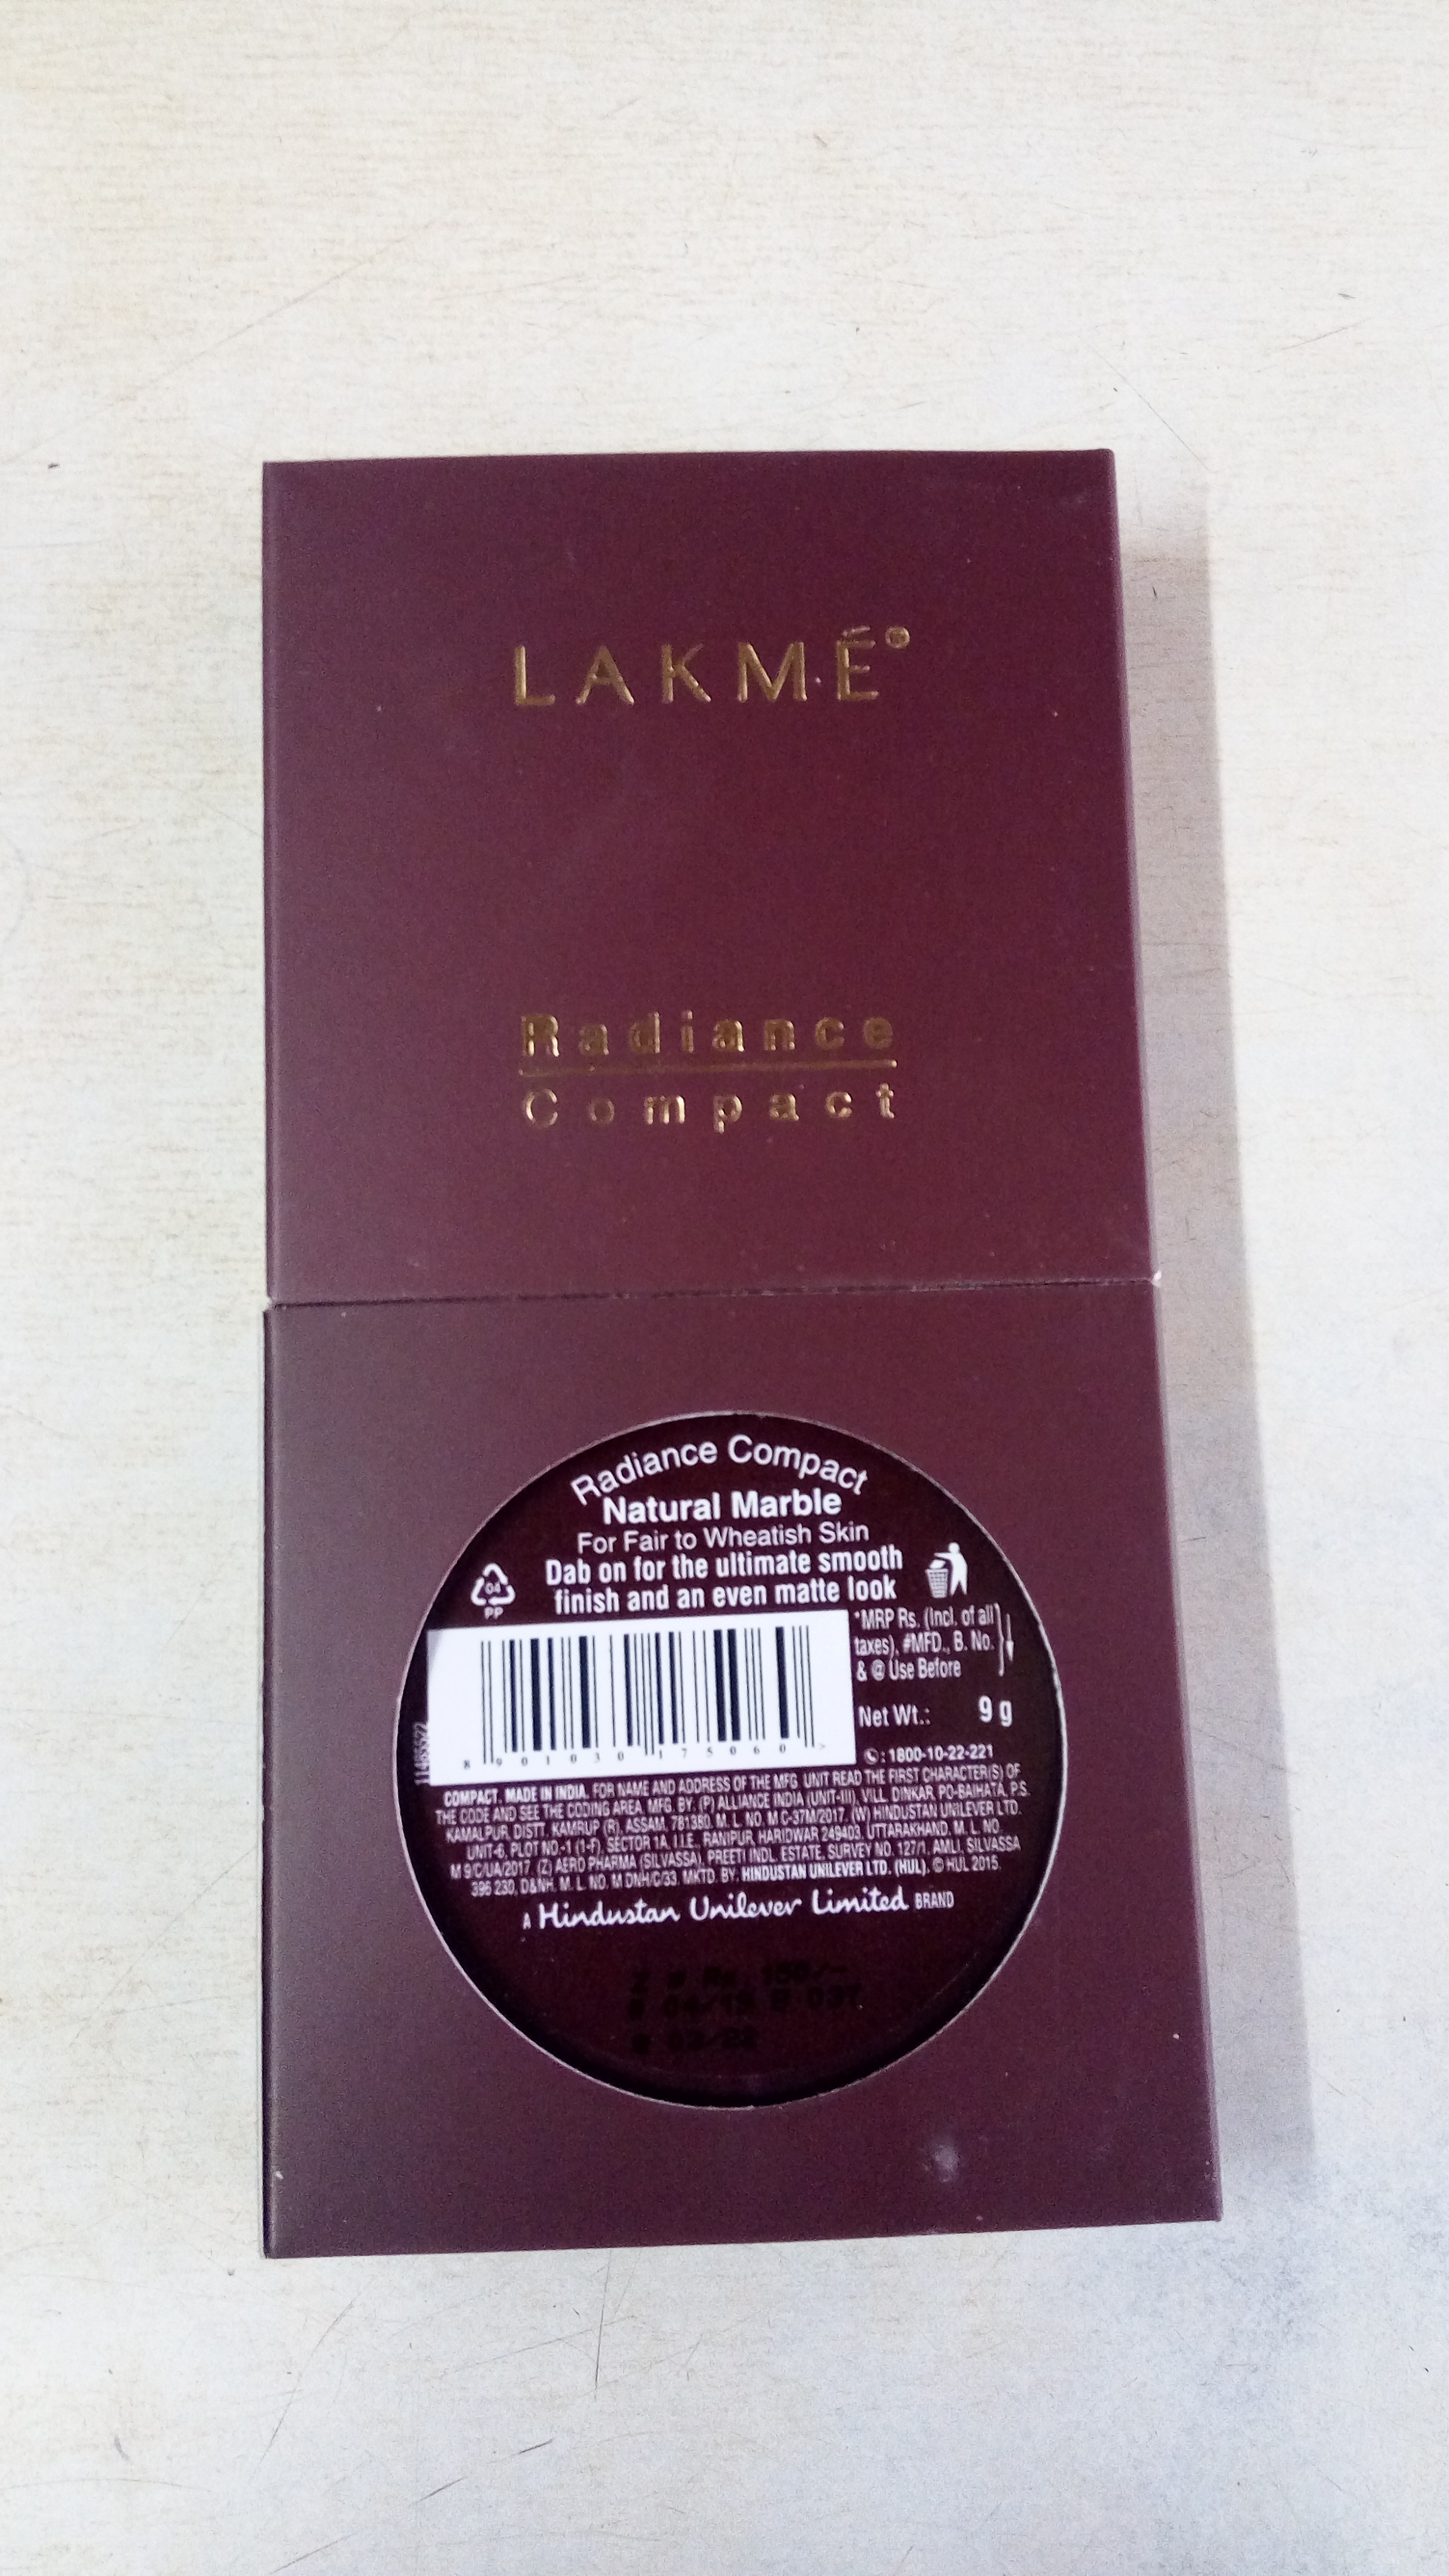 LAKMÉ®
Radiance
Compact
Radiance Compact
Natural Marble
For Fair to Wheatish Skin
Dab on for the ultimate smooth
finish and an even matte look
04
PP
*MRP Rs. (Incl. of all
taxes), #MFD., B. No.
& @ Use Before
Net Wt.: 9 g
8 901030 175060 >
: 1800-10-22-221
11485522
COMPACT. MADE IN INDIA. FOR NAME AND ADDRESS OF THE MFG. UNIT READ THE FIRST CHARACTER(S) OF
THE CODE AND SEE THE CODING AREA, MFG. BY: (P) ALLIANCE INDIA (UNIT-III), VILL. DINKAR, PO-BAIHATA, P.S.
KAMALPUR, DISTT. KAMRUP (R), ASSAM, 781380. M. L. NO. M C-37M/2017. (W) HINDUSTAN UNILEVER LTD.
UNIT-6, PLOT NO.-1 (1-F), SECTOR 1A, I.I.E., RANIPUR, HARIDWAR 249403, UTTARAKHAND, M. L. NO.
M 9/C/UA/2017. (Z) AERO PHARMA (SILVASSA), PREETI INDL. ESTATE, SURVEY NO. 127/1, AMLI, SILVASSA
396 230, D&NH. M. L. NO. M DNH/C/33. MKTD. BY: HINDUSTAN UNILEVER LTD. (HUL). © HUL 2015.
A Hindustan Unilever Limited BRAND